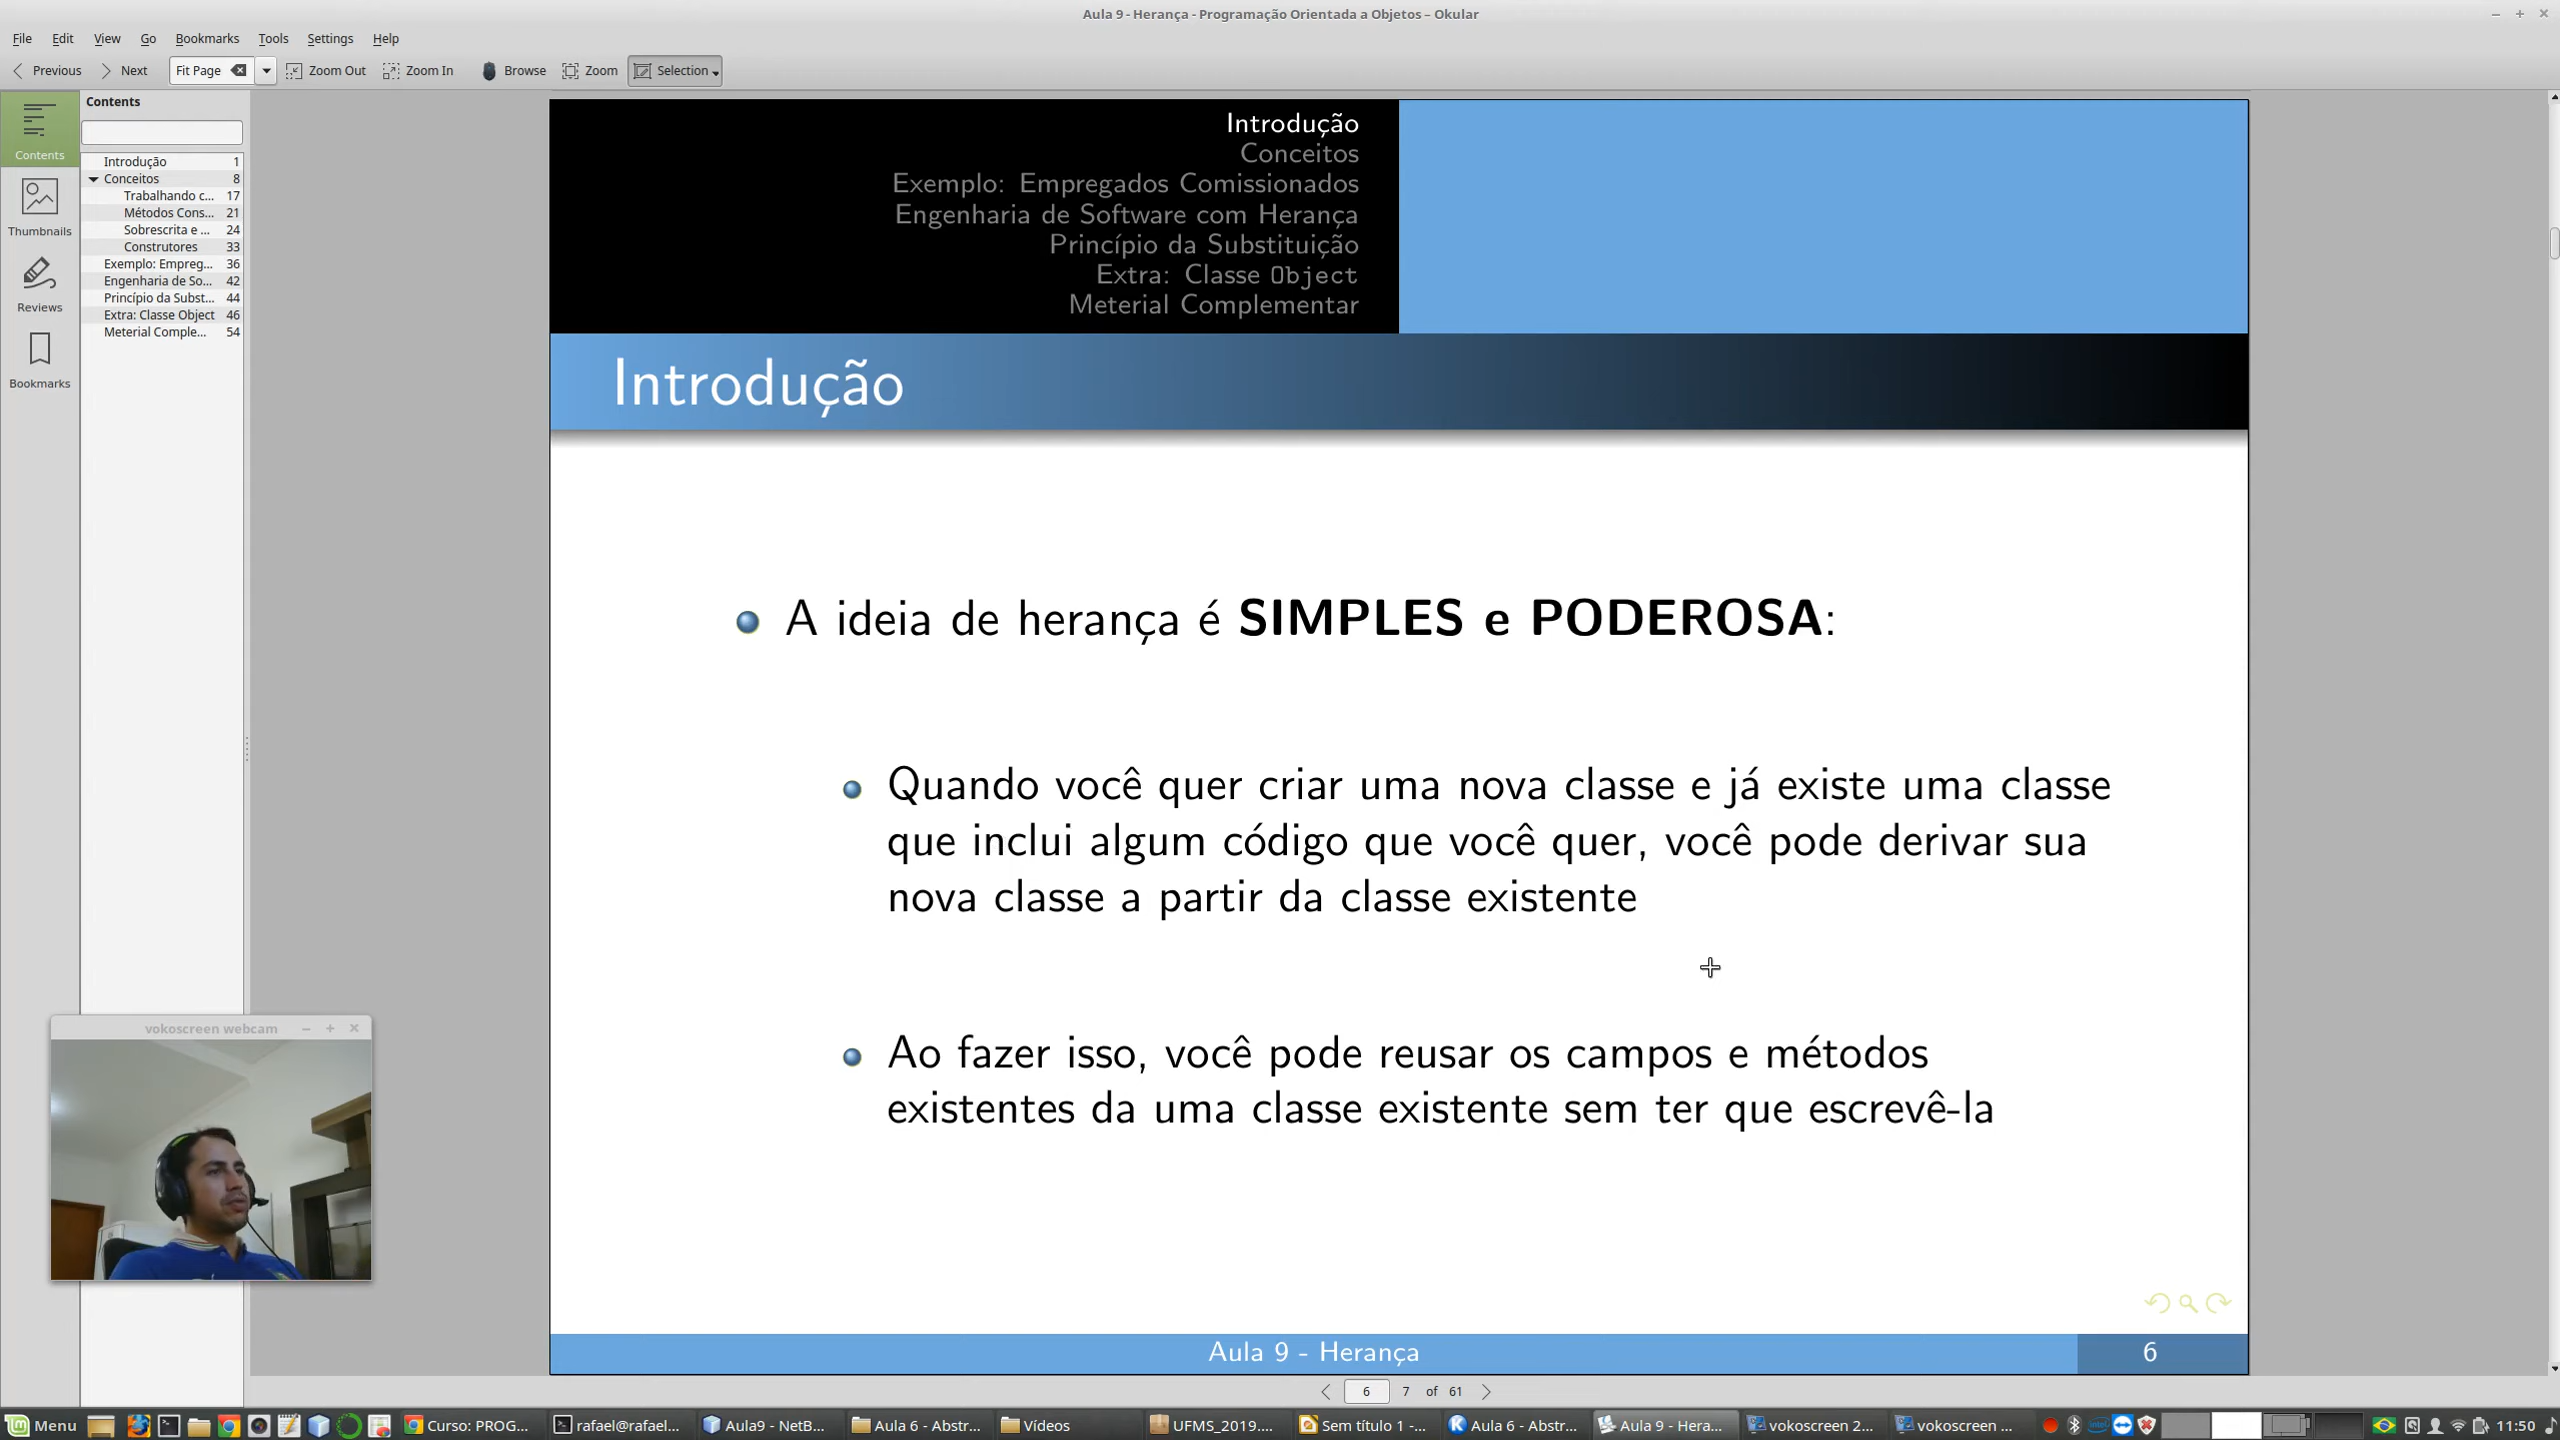 Aula 9 - Herança - Programação Orientada a Objetos – Okular
File Edit View Go Bookmarks Tools Settings Help
Previous Next Fit Page Zoom Out Zoom In Browse Zoom Selection
Contents
Thumbnails
Reviews
Bookmarks
Contents
Introdução 1
Conceitos 8
Trabalhando c... 17
Métodos Cons... 21
Sobrescrita e ... 24
Construtores 33
Exemplo: Empreg... 36
Engenharia de So... 42
Princípio da Subst... 44
Extra: Classe Object 46
Meterial Comple... 54
Introdução
Conceitos
Exemplo: Empregados Comissionados
Engenharia de Software com Herança
Princípio da Substituição
Extra: Classe Object
Meterial Complementar
Introdução
A ideia de herança é SIMPLES e PODEROSA:
Quando você quer criar uma nova classe e já existe uma classe
que inclui algum código que você quer, você pode derivar sua
nova classe a partir da classe existente
Ao fazer isso, você pode reusar os campos e métodos
existentes da uma classe existente sem ter que escrevê-la
vokoscreen webcam
Aula 9 - Herança 6
6 7 of 61
Menu Curso: PROG... rafael@rafael... Aula9 - NetB... Aula 6 - Abstr... Vídeos UFMS_2019.... Sem título 1 -... Aula 6 - Abstr... Aula 9 - Hera... vokoscreen 2... vokoscreen ... 11:50